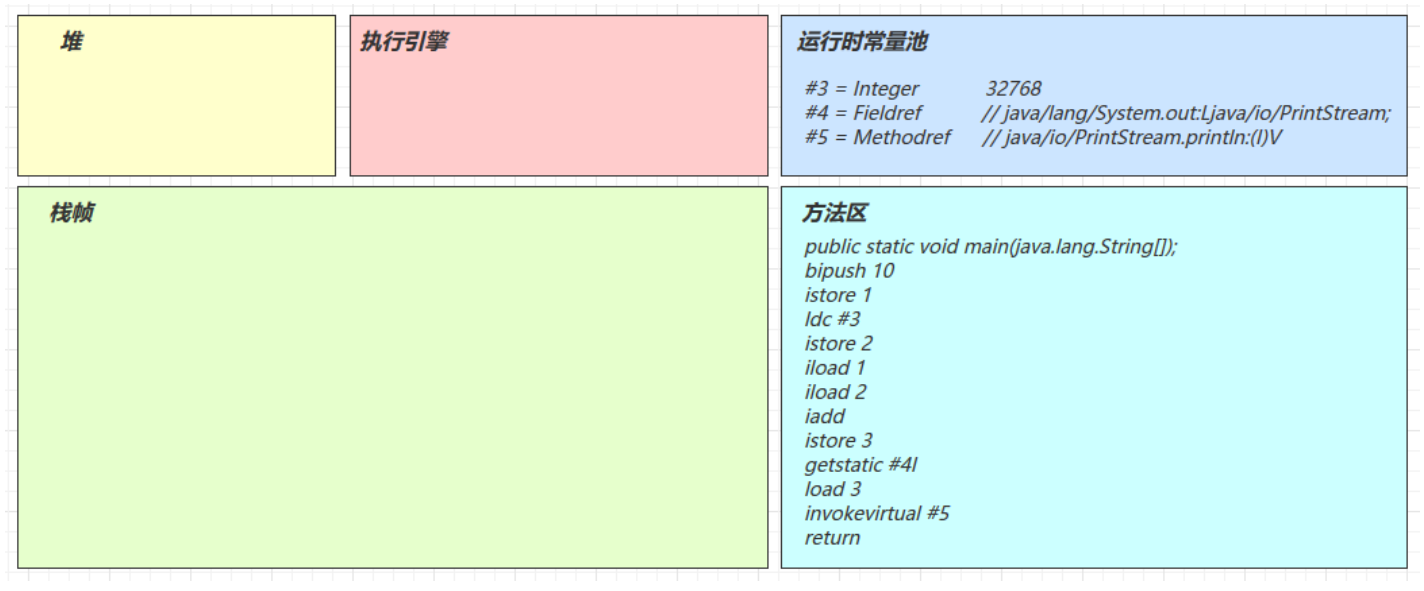 堆
执行引擎
运行时常量池
#3 = Integer 32768
#4 = Fieldref // java/lang/System.out:Ljava/io/PrintStream;
#5 = Methodref // java/io/PrintStream.println:(I)V
栈帧
方法区
public static void main(java.lang.String[]);
bipush 10
istore 1
ldc #3
istore 2
iload 1
iload 2
iadd
istore 3
getstatic #4l
load 3
invokevirtual #5
return